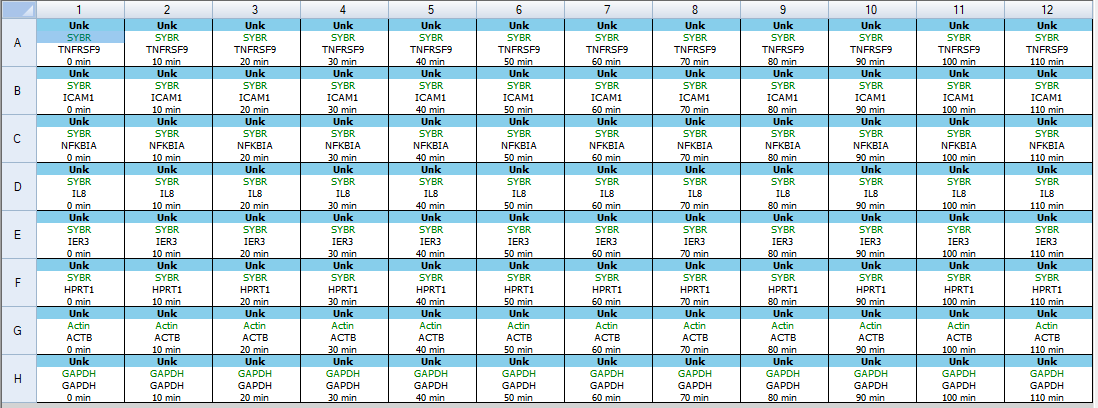 1 2 3 4 5 6 7 8 9 10 11 12
Unk Unk Unk Unk Unk Unk Unk Unk Unk Unk Unk Unk
SYBR SYBR SYBR SYBR SYBR SYBR SYBR SYBR SYBR SYBR SYBR SYBR
A TNFRSF9 TNFRSF9 TNFRSF9 TNFRSF9 TNFRSF9 TNFRSF9 TNFRSF9 TNFRSF9 TNFRSF9 TNFRSF9 TNFRSF9 TNFRSF9
0 min 10 min 20 min 30 min 40 min 50 min 60 min 70 min 80 min 90 min 100 min 110 min
Unk Unk Unk Unk Unk Unk Unk Unk Unk Unk Unk Unk
SYBR SYBR SYBR SYBR SYBR SYBR SYBR SYBR SYBR SYBR SYBR SYBR
B ICAM1 ICAM1 ICAM1 ICAM1 ICAM1 ICAM1 ICAM1 ICAM1 ICAM1 ICAM1 ICAM1 ICAM1
0 min 10 min 20 min 30 min 40 min 50 min 60 min 70 min 80 min 90 min 100 min 110 min
Unk Unk Unk Unk Unk Unk Unk Unk Unk Unk Unk Unk
SYBR SYBR SYBR SYBR SYBR SYBR SYBR SYBR SYBR SYBR SYBR SYBR
C NFKBIA NFKBIA NFKBIA NFKBIA NFKBIA NFKBIA NFKBIA NFKBIA NFKBIA NFKBIA NFKBIA NFKBIA
0 min 10 min 20 min 30 min 40 min 50 min 60 min 70 min 80 min 90 min 100 min 110 min
Unk Unk Unk Unk Unk Unk Unk Unk Unk Unk Unk Unk
SYBR SYBR SYBR SYBR SYBR SYBR SYBR SYBR SYBR SYBR SYBR SYBR
D IL8 IL8 IL8 IL8 IL8 IL8 IL8 IL8 IL8 IL8 IL8 IL8
0 min 10 min 20 min 30 min 40 min 50 min 60 min 70 min 80 min 90 min 100 min 110 min
Unk Unk Unk Unk Unk Unk Unk Unk Unk Unk Unk Unk
SYBR SYBR SYBR SYBR SYBR SYBR SYBR SYBR SYBR SYBR SYBR SYBR
E IER3 IER3 IER3 IER3 IER3 IER3 IER3 IER3 IER3 IER3 IER3 IER3
0 min 10 min 20 min 30 min 40 min 50 min 60 min 70 min 80 min 90 min 100 min 110 min
Unk Unk Unk Unk Unk Unk Unk Unk Unk Unk Unk Unk
SYBR SYBR SYBR SYBR SYBR SYBR SYBR SYBR SYBR SYBR SYBR SYBR
F HPRT1 HPRT1 HPRT1 HPRT1 HPRT1 HPRT1 HPRT1 HPRT1 HPRT1 HPRT1 HPRT1 HPRT1
0 min 10 min 20 min 30 min 40 min 50 min 60 min 70 min 80 min 90 min 100 min 110 min
Unk Unk Unk Unk Unk Unk Unk Unk Unk Unk Unk Unk
Actin Actin Actin Actin Actin Actin Actin Actin Actin Actin Actin Actin
G ACTB ACTB ACTB ACTB ACTB ACTB ACTB ACTB ACTB ACTB ACTB ACTB
0 min 10 min 20 min 30 min 40 min 50 min 60 min 70 min 80 min 90 min 100 min 110 min
Unk Unk Unk Unk Unk Unk Unk Unk Unk Unk Unk Unk
GAPDH GAPDH GAPDH GAPDH GAPDH GAPDH GAPDH GAPDH GAPDH GAPDH GAPDH GAPDH
H GAPDH GAPDH GAPDH GAPDH GAPDH GAPDH GAPDH GAPDH GAPDH GAPDH GAPDH GAPDH
0 min 10 min 20 min 30 min 40 min 50 min 60 min 70 min 80 min 90 min 100 min 110 min